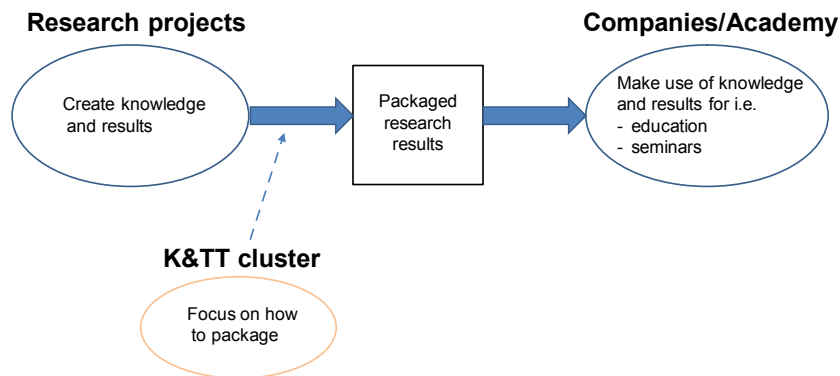 Research projects
Companies/Academy
Create knowledge
and results
Packaged
research
results
Make use of knowledge
and results for i.e.
- education
- seminars
K&TT cluster
Focus on how
to package